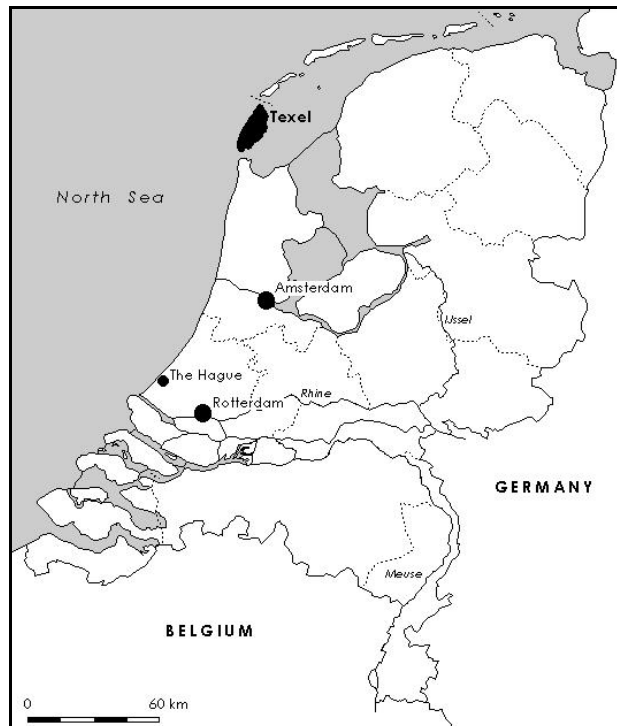 Texel
North Sea
Amsterdam
IJssel
The Hague
Rhine
Rotterdam
GERMANY
Meuse
BELGIUM
0 60 km